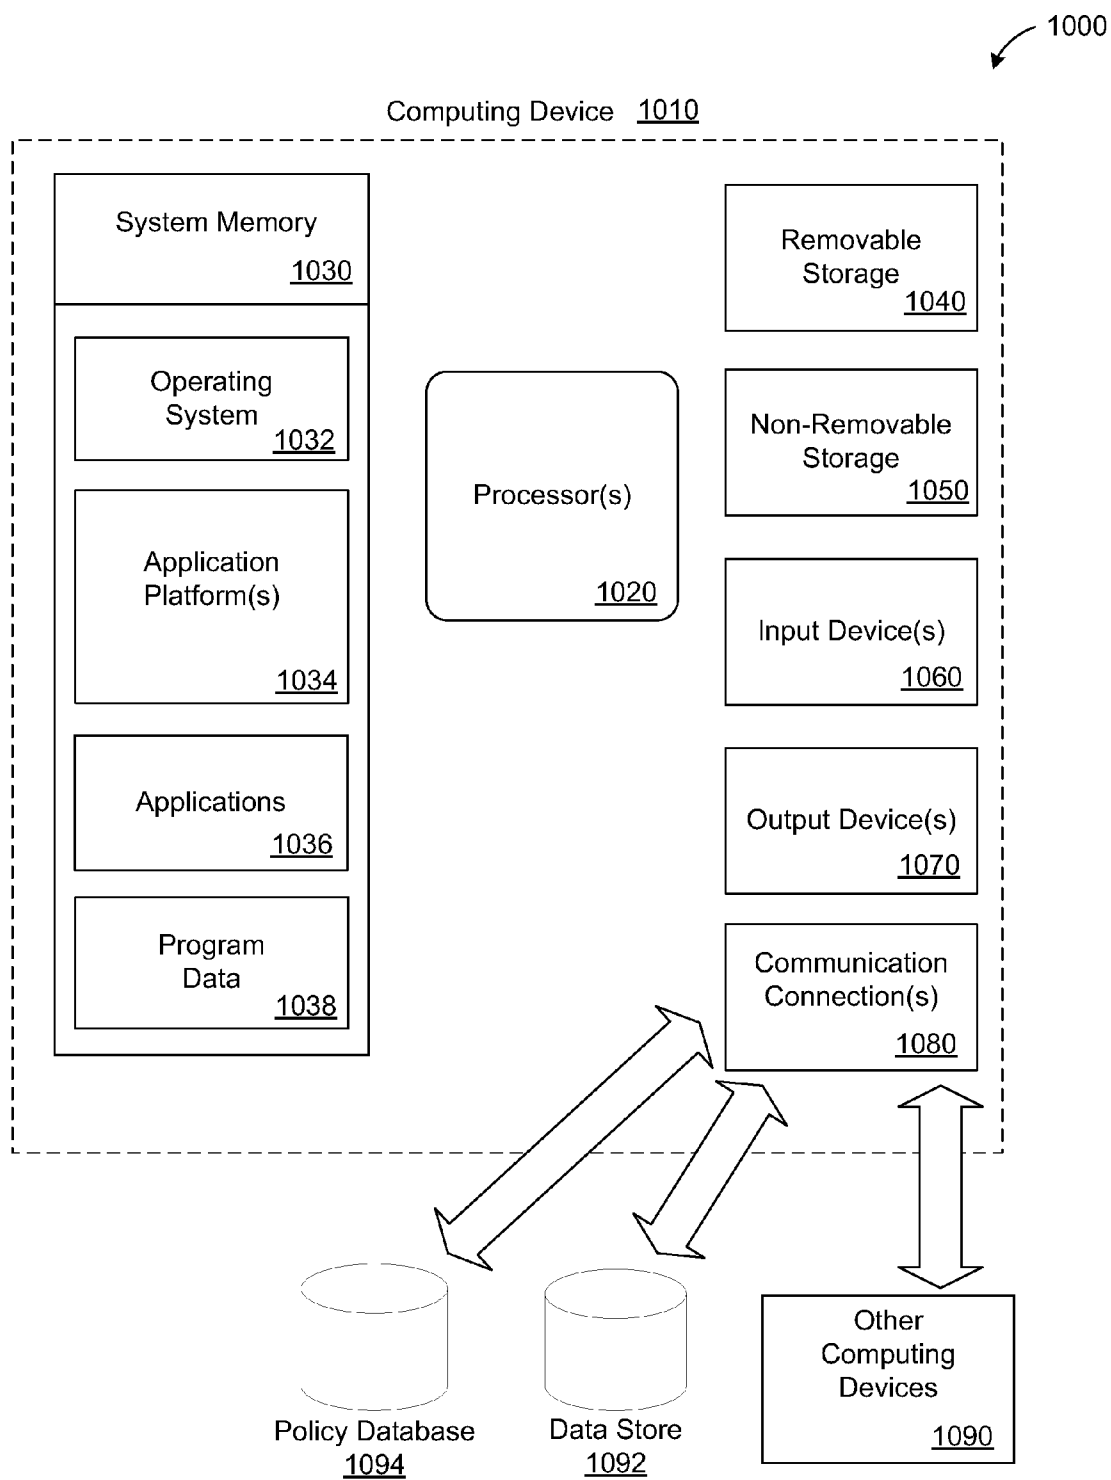 1000
Computing Device 1010
System Memory
1030
Operating
System
1032
Application
Platform(s)
1034
Applications
1036
Program
Data
1038
Processor(s)
1020
Removable
Storage
1040
Non-Removable
Storage
1050
Input Device(s)
1060
Output Device(s)
1070
Communication
Connection(s)
1080
Policy Database
1094
Data Store
1092
Other
Computing
Devices
1090